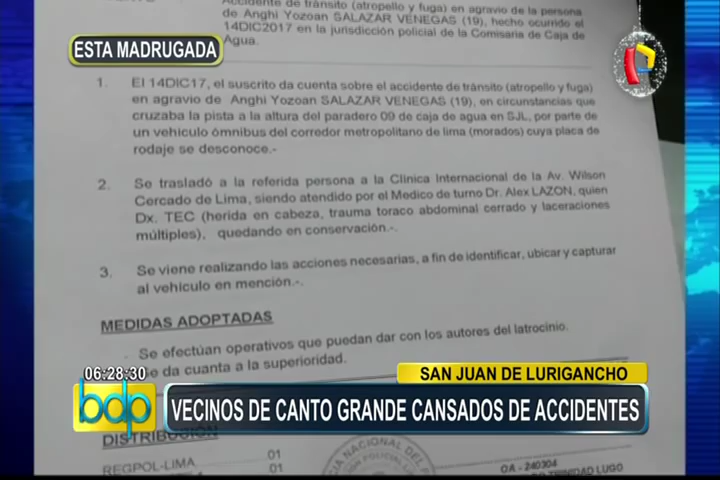 Accidente de tránsito (atropello y fuga) en agravio de la persona
de Anghi Yozoan SALAZAR VENEGAS (19), hecho ocurrido el
14DIC2017 en la jurisdicción policial de la Comisaria de Caja de
Agua.
ESTA MADRUGADA
1. El 14DIC17, el suscrito da cuenta sobre el accidente de tránsito (atropello y fuga)
en agravio de Anghi Yozoan SALAZAR VENEGAS (19), en circunstancias que
cruzaba la pista a la altura del paradero 09 de caja de agua en SJL, por parte de
un vehiculo ómnibus del corredor metropolitano de lima (morados) cuya placa de
rodaje se desconoce.-
2. Se trasladó a la referida persona a la Clínica Internacional de la Av. Wilson
Cercado de Lima, siendo atendido por el Medico de turno Dr. Alex LAZON, quien
Dx. TEC (herida en cabeza, trauma toraco abdominal cerrado y laceraciones
múltiples), quedando en conservación.-.
3. Se viene realizando las acciones necesarias, a fin de identificar, ubicar y capturar
al vehículo en mención.-.
MEDIDAS ADOPTADAS
- Se efectúan operativos que puedan dar con los autores del latrocinio.
e da cuenta a la superioridad.
06:28:30
SAN JUAN DE LURIGANCHO
bdp
VECINOS DE CANTO GRANDE CANSADOS DE ACCIDENTES
DISTRIBUCIÓN
REGPOL-LIMA 01
01
OA - 240304
TRINIDAD LUGO